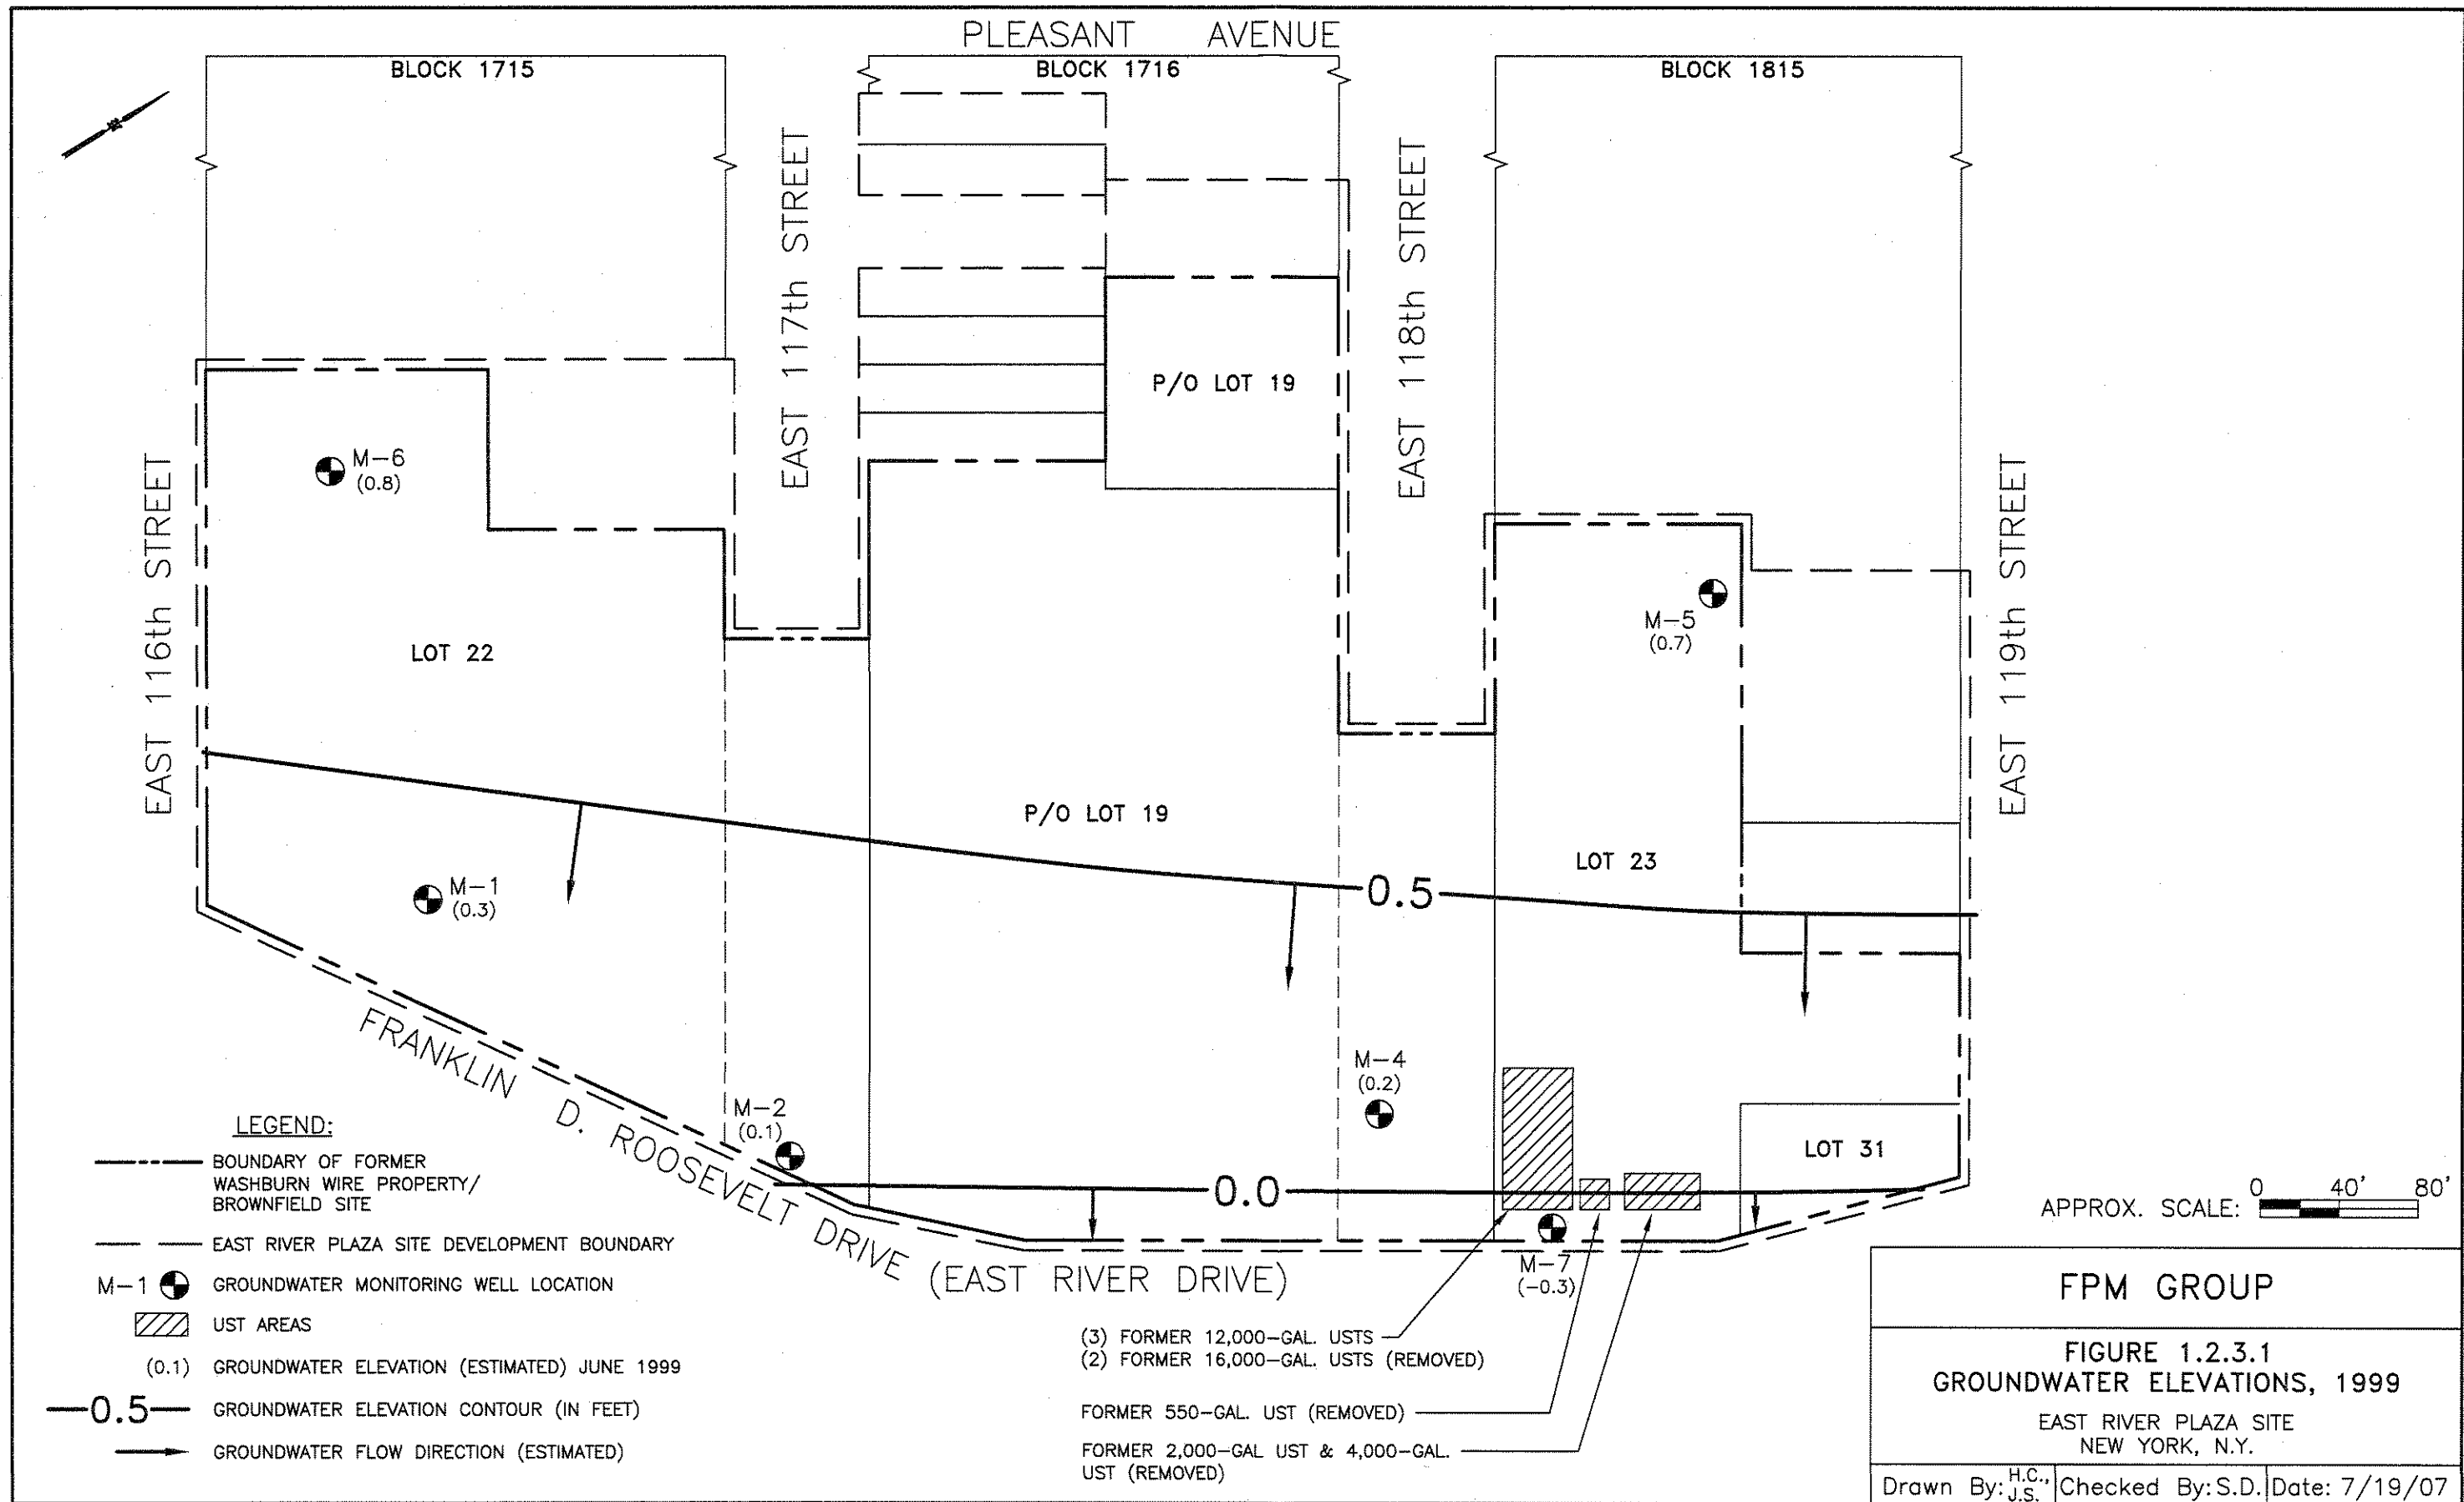 PLEASANT AVENUE
BLOCK 1715
BLOCK 1716
BLOCK 1815
EAST 116th STREET
EAST 117th STREET
EAST 118th STREET
EAST 119th STREET
P/O LOT 19
M-6
(0.8)
M-5
(0.7)
LOT 22
P/O LOT 19
LOT 23
0.5
M-1
(0.3)
M-4
(0.2)
M-2
(0.1)
LOT 31
0.0
FRANKLIN D. ROOSEVELT DRIVE (EAST RIVER DRIVE)
M-7
(-0.3)
LEGEND:
BOUNDARY OF FORMER
WASHBURN WIRE PROPERTY/
BROWNFIELD SITE
EAST RIVER PLAZA SITE DEVELOPMENT BOUNDARY
M-1 GROUNDWATER MONITORING WELL LOCATION
UST AREAS
(0.1) GROUNDWATER ELEVATION (ESTIMATED) JUNE 1999
0.5 GROUNDWATER ELEVATION CONTOUR (IN FEET)
GROUNDWATER FLOW DIRECTION (ESTIMATED)
(3) FORMER 12,000-GAL. USTS
(2) FORMER 16,000-GAL. USTS (REMOVED)
FORMER 550-GAL. UST (REMOVED)
FORMER 2,000-GAL UST & 4,000-GAL.
UST (REMOVED)
APPROX. SCALE: 0 40' 80'
FPM GROUP
FIGURE 1.2.3.1
GROUNDWATER ELEVATIONS, 1999
EAST RIVER PLAZA SITE
NEW YORK, N.Y.
Drawn By: H.C., J.S. Checked By: S.D. Date: 7/19/07